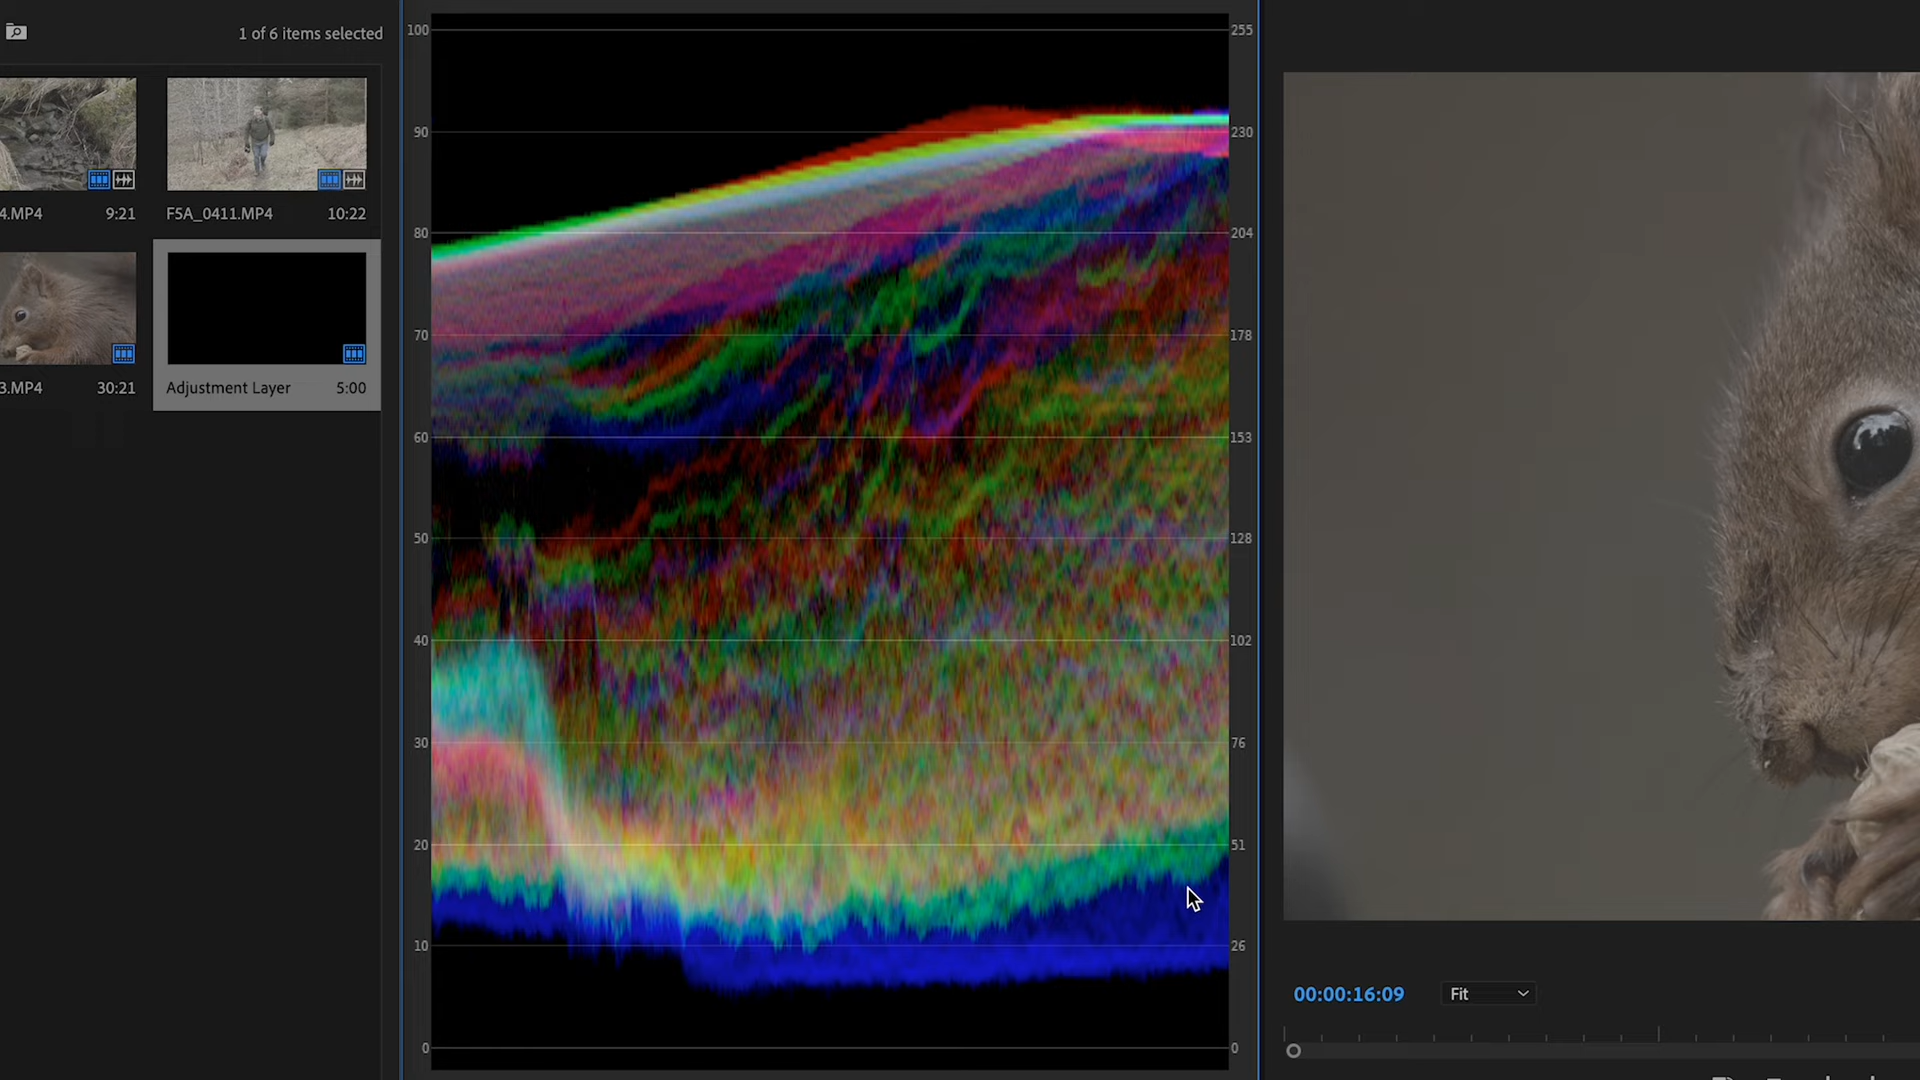 1 of 6 items selected
4.MP4 9:21
F5A_0411.MP4 10:22
3.MP4 30:21
Adjustment Layer 5:00
100 255
90 230
80 204
70 178
60 153
50 128
40 102
30 76
20 51
10 26
0 0
00:00:16:09 Fit